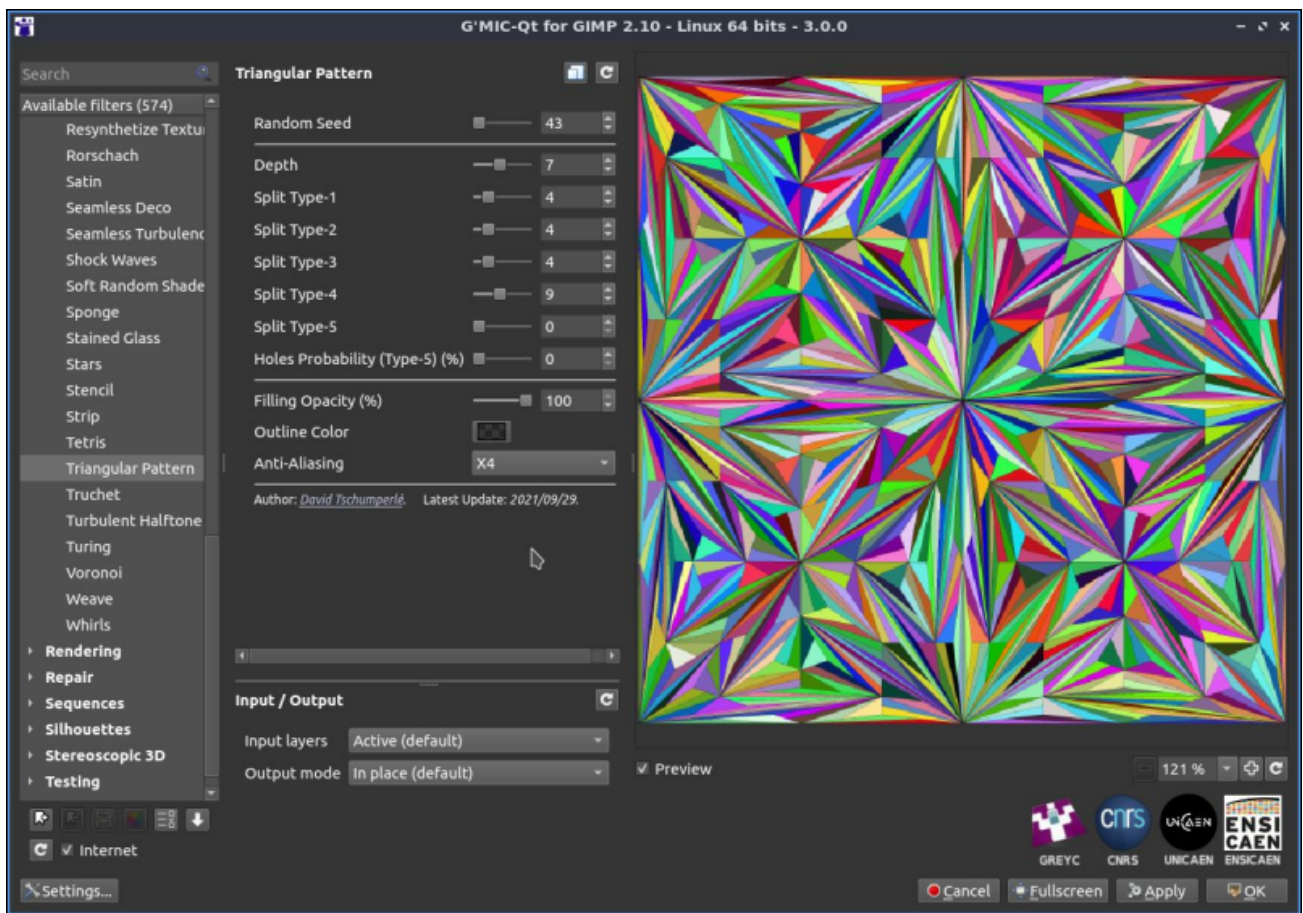 G'MIC-Qt for GIMP 2.10 - Linux 64 bits - 3.0.0
Search
Available filters (574)
Resynthetize Textu
Rorschach
Satin
Seamless Deco
Seamless Turbulenc
Shock Waves
Soft Random Shade
Sponge
Stained Glass
Stars
Stencil
Strip
Tetris
Triangular Pattern
Truchet
Turbulent Halftone
Turing
Voronoi
Weave
Whirls
Rendering
Repair
Sequences
Silhouettes
Stereoscopic 3D
Testing
Internet
Settings...
Triangular Pattern
Random Seed 43
Depth 7
Split Type-1 4
Split Type-2 4
Split Type-3 4
Split Type-4 9
Split Type-5 0
Holes Probability (Type-5) (%) 0
Filling Opacity (%) 100
Outline Color
Anti-Aliasing X4
Author: David Tschumperlé. Latest Update: 2021/09/29.
Input / Output
Input layers Active (default)
Output mode In place (default)
Preview
121 %
cnrs
UNICAEN
ENSI
CAEN
GREYC CNRS UNICAEN ENSICAEN
Cancel Fullscreen Apply OK